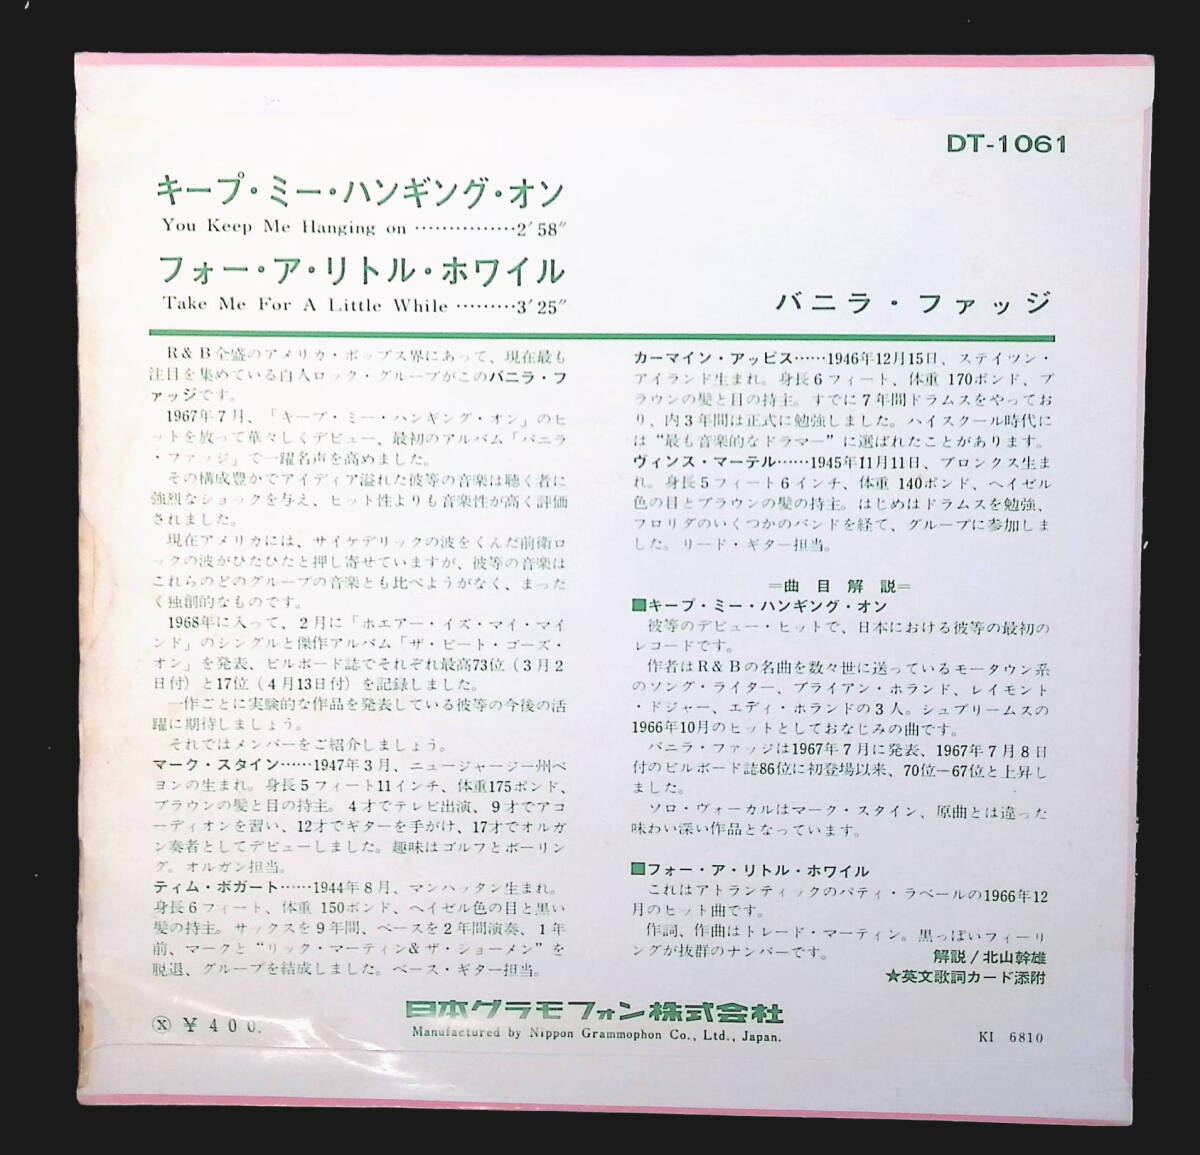 DT-1061
キープ・ミー・ハンギング・オン
You Keep Me Hanging on ……………2′58″
フォー・ア・リトル・ホワイル
Take Me For A Little While ………3′25″
バニラ・ファッジ
R&B全盛のアメリカ・ポップス界にあって、現在最も
注目を集めている白人ロック・グループがこのバニラ・フ
ァッジです。
1967年7月、「キープ・ミー・ハンギング・オン」のヒ
ットを放って華々しくデビュー、最初のアルバム「バニラ
・ファッジ」で一躍名声を高めました。
その構成豊かでアイディア溢れた彼等の音楽は聴く者に
強烈なショックを与え、ヒット性よりも音楽性が高く評価
されました。
現在アメリカには、サイケデリックの波をくんだ前衛ロ
ックの波がひたひたと押し寄せていますが、彼等の音楽は
これらのどのグループの音楽とも比べようがなく、まった
く独創的なものです。
1968年に入って、2月に「ホエアー・イズ・マイ・マイ
ンド」のシングルと傑作アルバム「ザ・ビート・ゴーズ・
オン」を発表、ビルボード誌でそれぞれ最高73位(3月2
日付)と17位(4月13日付)を記録しました。
一作ごとに実験的な作品を発表している彼等の今後の活
躍に期待しましょう。
それではメンバーをご紹介しましょう。
マーク・スタイン……1947年3月、ニュージャージー州ベ
ヨンの生まれ。身長5フィート11インチ、体重175ポンド、
ブラウンの髪と目の持主。4才でテレビ出演、9才でアコ
ーディオンを習い、12才でギターを手がけ、17才でオルガ
ン奏者としてデビューしました。趣味はゴルフとボーリン
グ。オルガン担当。
ティム・ボガート……1944年8月、マンハッタン生まれ。
身長6フィート、体重150ポンド、ヘイゼル色の目と黒い
髪の持主。サックスを9年間、ベースを2年間演奏、1年
前、マークと“リック・マーティン&ザ・ショーメン”を
脱退、グループを結成しました。ベース・ギター担当。
カーマイン・アッピス……1946年12月15日、ステイツン・
アイランド生まれ。身長6フィート、体重170ポンド、ブ
ラウンの髪と目の持主。すでに7年間ドラムスをやってお
り、内3年間は正式に勉強しました。ハイスクール時代に
は“最も音楽的なドラマー”に選ばれたことがあります。
ヴィンス・マーテル……1945年11月11日、ブロンクス生ま
れ。身長5フィート6インチ、体重140ポンド、ヘイゼル
色の目とブラウンの髪の持主。はじめはドラムスを勉強、
フロリダのいくつかのバンドを経て、グループに参加しま
した。リード・ギター担当。
=曲目解説=
■キープ・ミー・ハンギング・オン
彼等のデビュー・ヒットで、日本における彼等の最初の
レコードです。
作者はR&Bの名曲を数々世に送っているモータウン系
のソング・ライター、ブライアン・ホランド、レイモント
・ドジャー、エディ・ホランドの3人。シュプリームスの
1966年10月のヒットとしておなじみの曲です。
バニラ・ファッジは1967年7月に発表、1967年7月8日
付のビルボード誌86位に初登場以来、70位―67位と上昇し
ました。
ソロ・ヴォーカルはマーク・スタイン、原曲とは違った
味わい深い作品となっています。
■フォー・ア・リトル・ホワイル
これはアトランティックのパティ・ラベールの1966年12
月のヒット曲です。
作詞、作曲はトレード・マーティン。黒っぽいフィーリ
ングが抜群のナンバーです。
解説/北山幹雄
★英文歌詞カード添附
日本グラモフォン株式会社
Manufactured by Nippon Grammophon Co., Ltd., Japan.
Ⓧ ¥400.
KI 6810